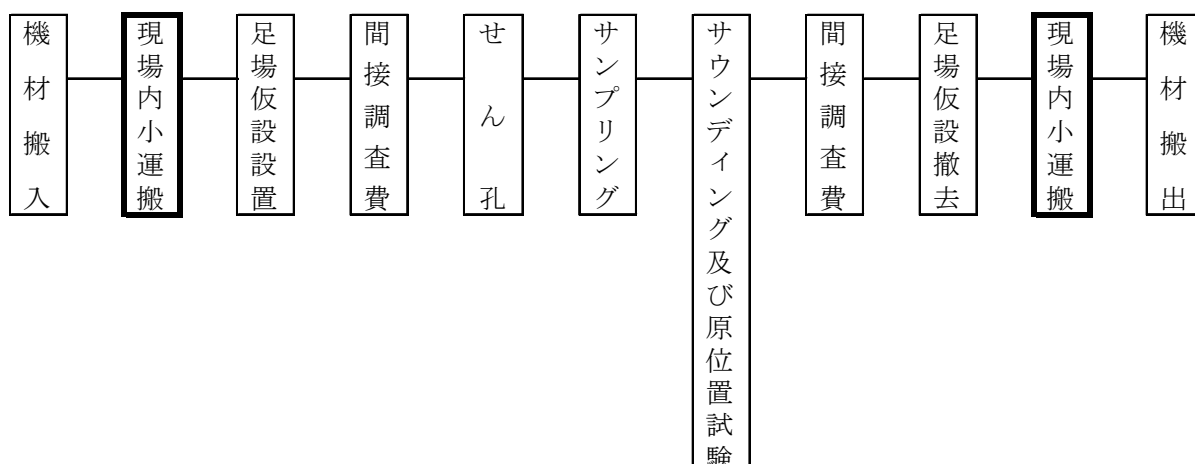 機材搬入
現場内小運搬
足場仮設設置
間接調査費
せん孔
サンプリング
サウンディング及び原位置試験
間接調査費
足場仮設撤去
現場内小運搬
機材搬出